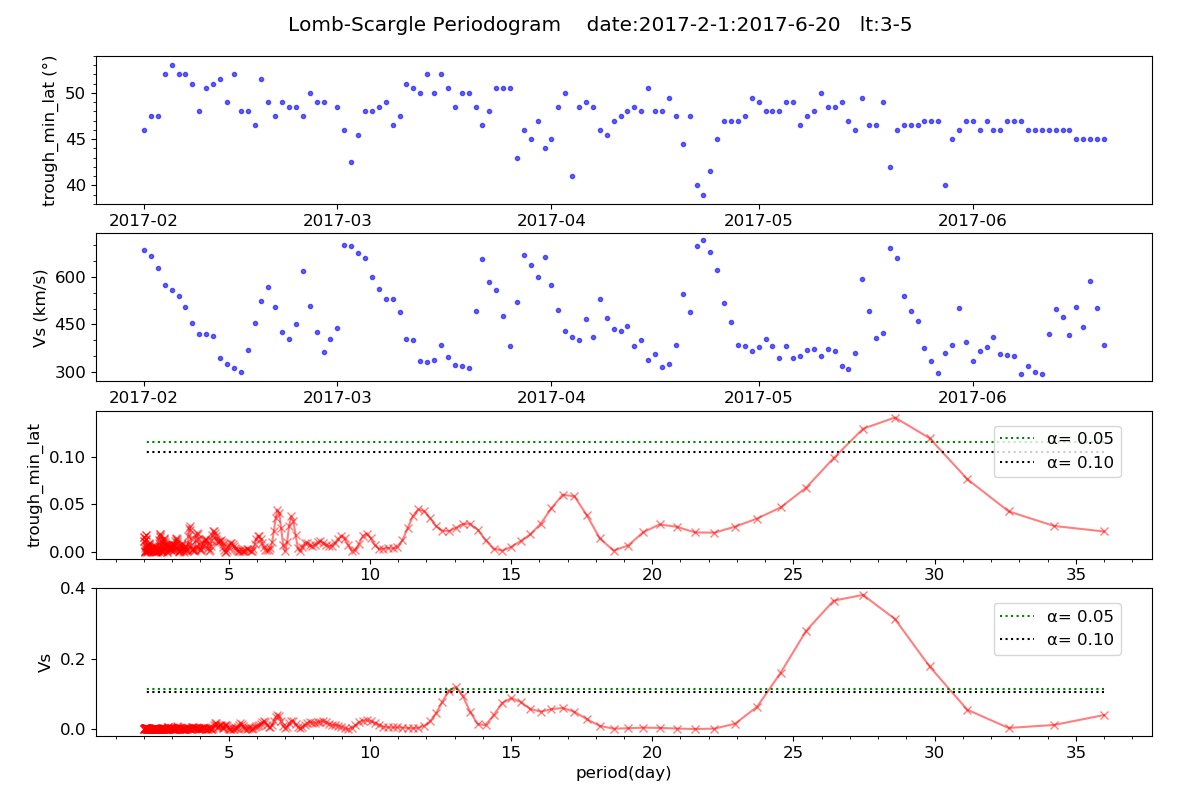 Lomb-Scargle Periodogram    date:2017-2-1:2017-6-20   lt:3-5
trough_min_lat (°)
50
45
40
2017-02 2017-03 2017-04 2017-05 2017-06
Vs (km/s)
600
450
300
2017-02 2017-03 2017-04 2017-05 2017-06
trough_min_lat
0.10
0.05
0.00
α= 0.05
α= 0.10
5 10 15 20 25 30 35
Vs
0.4
0.2
0.0
α= 0.05
α= 0.10
5 10 15 20 25 30 35
period(day)